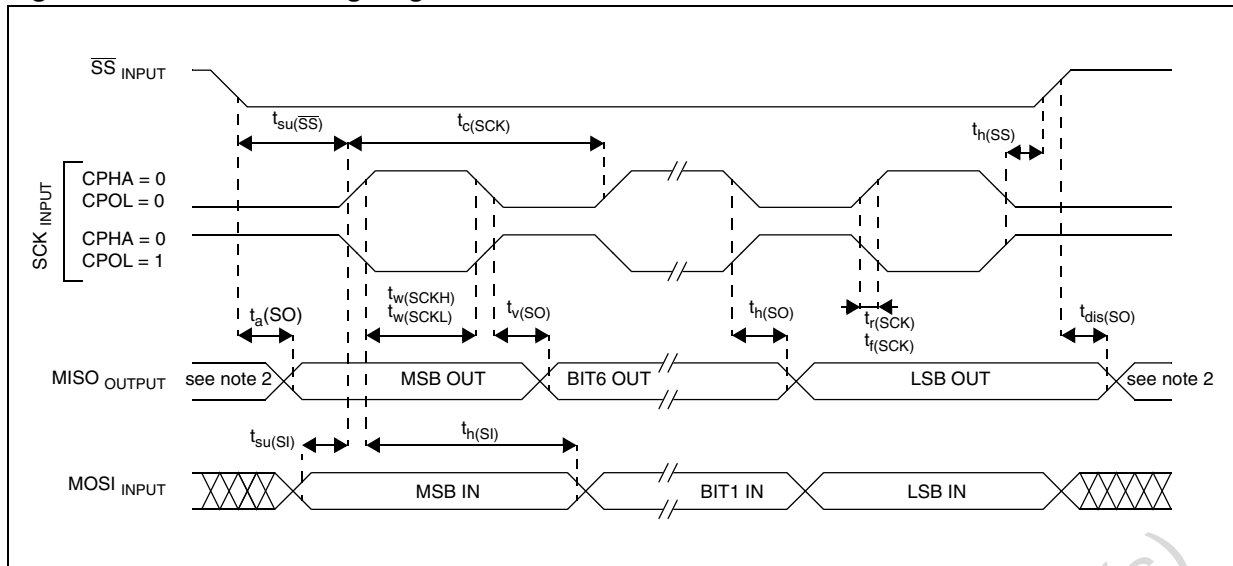 SS INPUT
tsu(SS)
tc(SCK)
th(SS)
SCK INPUT
CPHA = 0
CPOL = 0
CPHA = 0
CPOL = 1
ta(SO)
tw(SCKH)
tw(SCKL)
tv(SO)
th(SO)
tr(SCK)
tf(SCK)
tdis(SO)
MISO OUTPUT
see note 2
MSB OUT
BIT6 OUT
LSB OUT
see note 2
tsu(SI)
th(SI)
MOSI INPUT
MSB IN
BIT1 IN
LSB IN